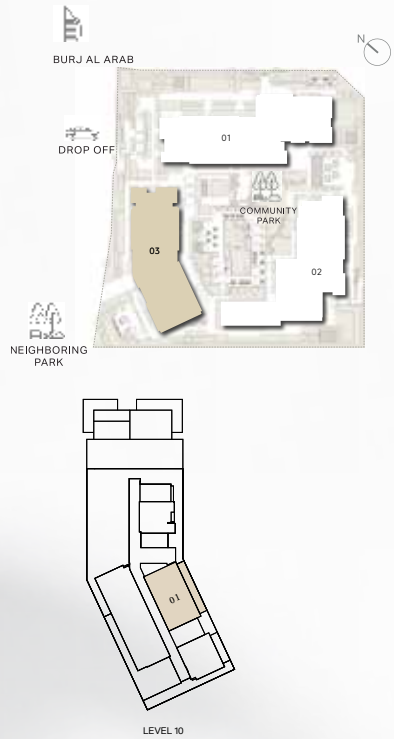 N
BURJ AL ARAB
01
DROP OFF
COMMUNITY
PARK
03
02
NEIGHBORING
PARK
01
LEVEL 10